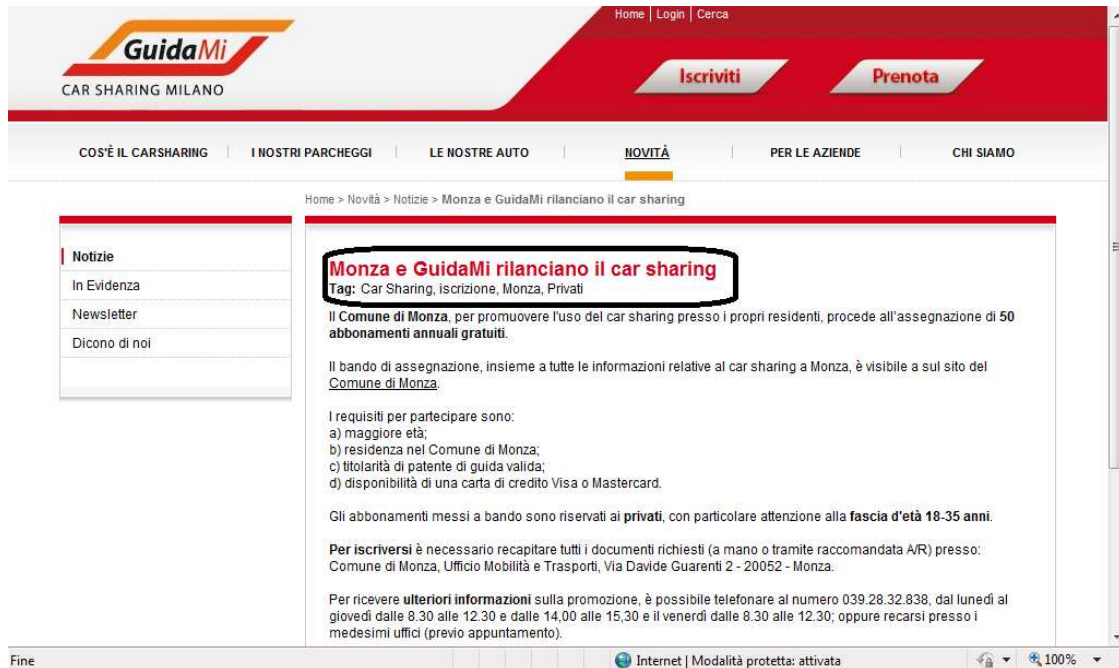 Home | Login | Cerca
GuidaMi
CAR SHARING MILANO
Iscriviti
Prenota
COS'È IL CARSHARING
I NOSTRI PARCHEGGI
LE NOSTRE AUTO
NOVITÀ
PER LE AZIENDE
CHI SIAMO
Home > Novità > Notizie > Monza e GuidaMi rilanciano il car sharing
Notizie
In Evidenza
Newsletter
Dicono di noi
Monza e GuidaMi rilanciano il car sharing
Tag: Car Sharing, iscrizione, Monza, Privati
Il Comune di Monza, per promuovere l'uso del car sharing presso i propri residenti, procede all'assegnazione di 50
abbonamenti annuali gratuiti.
Il bando di assegnazione, insieme a tutte le informazioni relative al car sharing a Monza, è visibile a sul sito del
Comune di Monza.
I requisiti per partecipare sono:
a) maggiore età;
b) residenza nel Comune di Monza;
c) titolarità di patente di guida valida;
d) disponibilità di una carta di credito Visa o Mastercard.
Gli abbonamenti messi a bando sono riservati ai privati, con particolare attenzione alla fascia d'età 18-35 anni.
Per iscriversi è necessario recapitare tutti i documenti richiesti (a mano o tramite raccomandata A/R) presso:
Comune di Monza, Ufficio Mobilità e Trasporti, Via Davide Guarenti 2 - 20052 - Monza.
Per ricevere ulteriori informazioni sulla promozione, è possibile telefonare al numero 039.28.32.838, dal lunedì al
giovedì dalle 8.30 alle 12.30 e dalle 14,00 alle 15,30 e il venerdì dalle 8.30 alle 12.30; oppure recarsi presso i
medesimi uffici (previo appuntamento).
Fine
Internet | Modalità protetta: attivata
100%